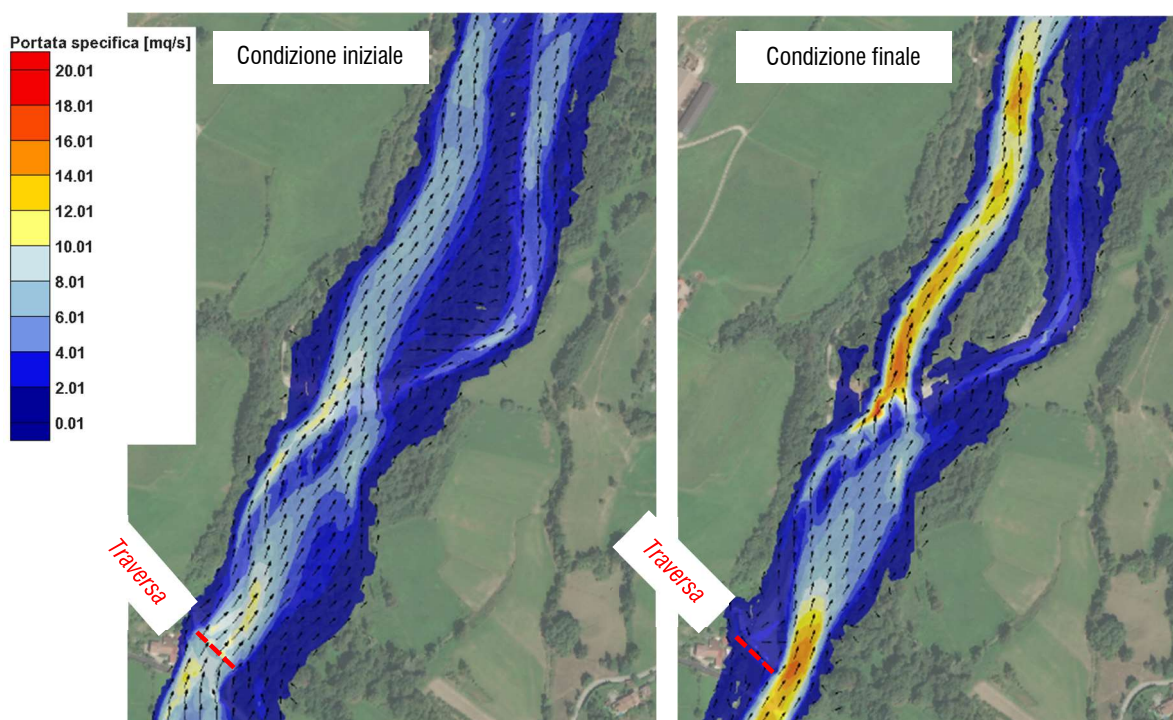 Portata specifica [mq/s]
20.01
18.01
16.01
14.01
12.01
10.01
8.01
6.01
4.01
2.01
0.01
Condizione iniziale
Traversa
Condizione finale
Traversa